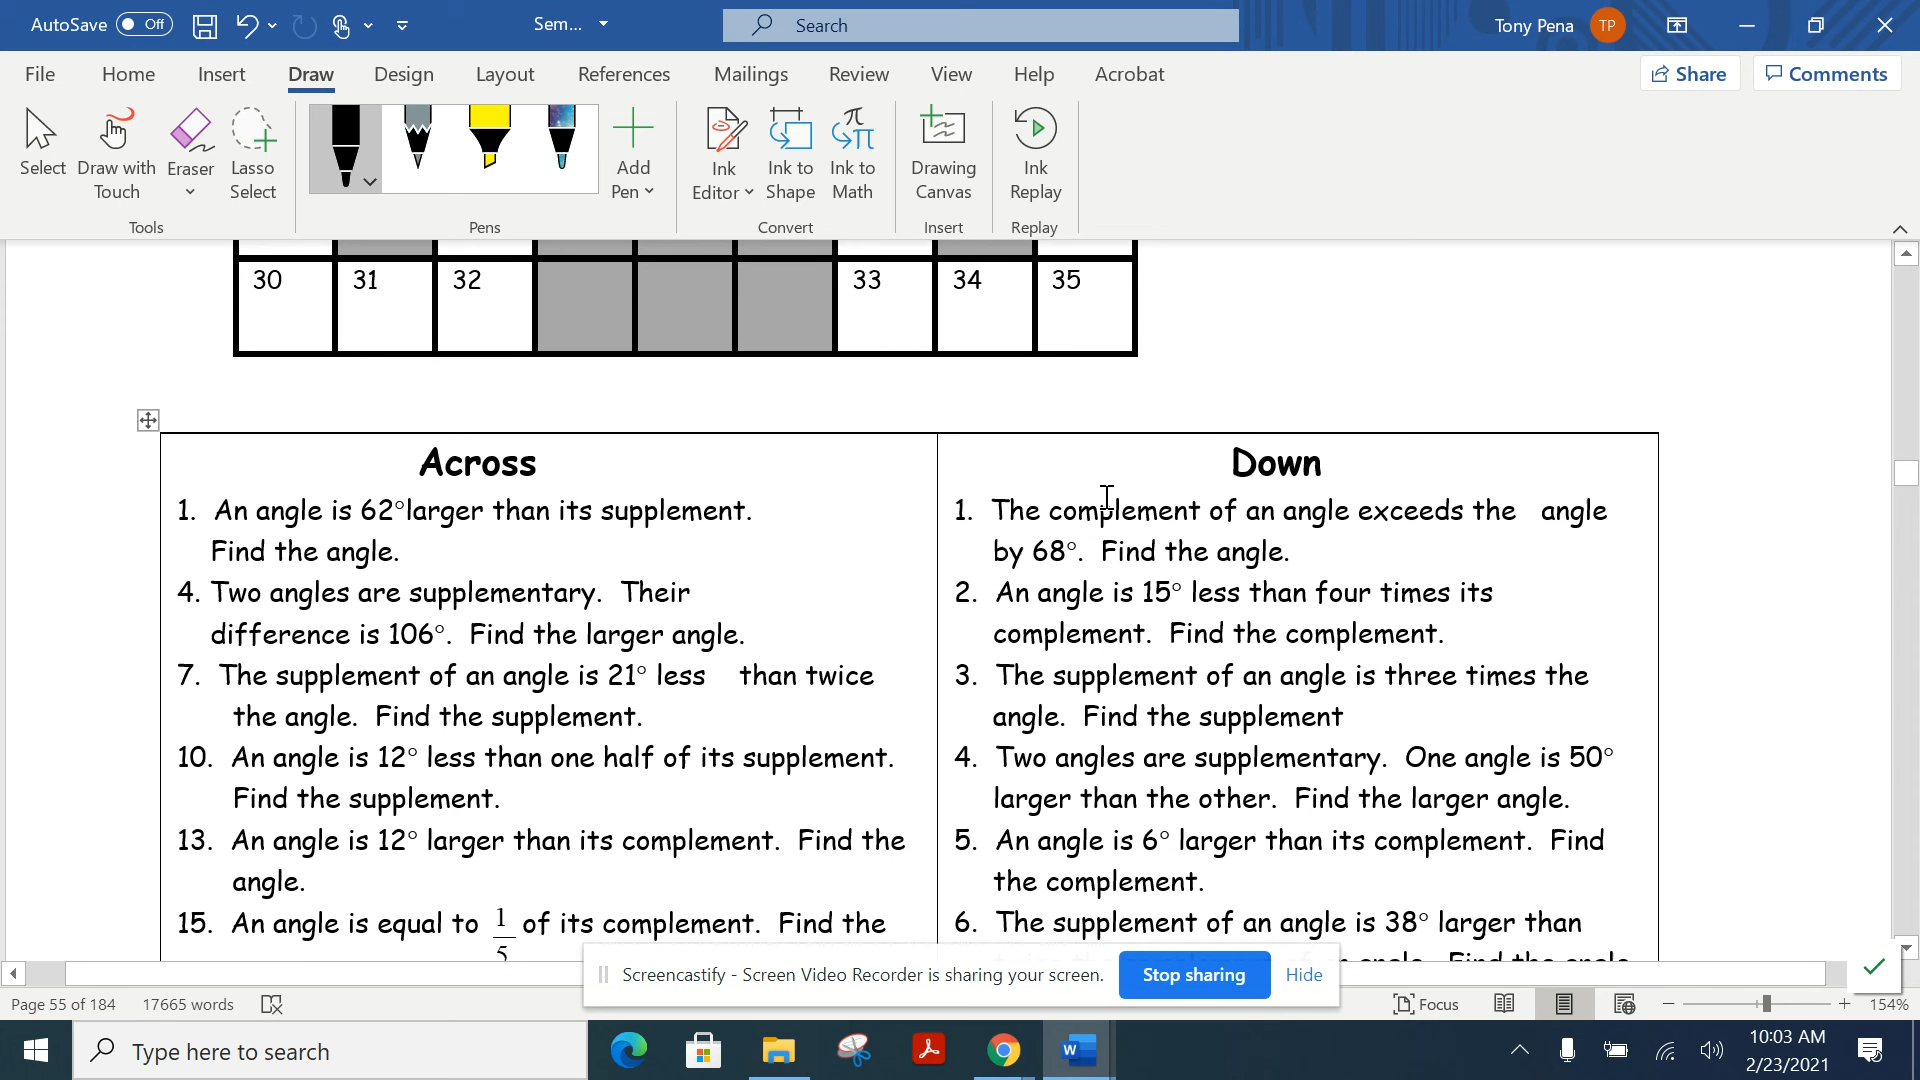 AutoSave Off Sem... Search Tony Pena TP
File Home Insert Draw Design Layout References Mailings Review View Help Acrobat Share Comments
Select Draw with Touch Eraser Lasso Select Add Pen Ink Editor Ink to Shape Ink to Math Drawing Canvas Ink Replay
Tools Pens Convert Insert Replay
30 31 32 33 34 35
Across
1. An angle is 62° larger than its supplement.
Find the angle.
4. Two angles are supplementary. Their
difference is 106°. Find the larger angle.
7. The supplement of an angle is 21° less than twice
the angle. Find the supplement.
10. An angle is 12° less than one half of its supplement.
Find the supplement.
13. An angle is 12° larger than its complement. Find the
angle.
15. An angle is equal to 1/5 of its complement. Find the
Down
1. The complement of an angle exceeds the angle
by 68°. Find the angle.
2. An angle is 15° less than four times its
complement. Find the complement.
3. The supplement of an angle is three times the
angle. Find the supplement
4. Two angles are supplementary. One angle is 50°
larger than the other. Find the larger angle.
5. An angle is 6° larger than its complement. Find
the complement.
6. The supplement of an angle is 38° larger than
Screencastify - Screen Video Recorder is sharing your screen. Stop sharing Hide
Page 55 of 184 17665 words Focus 154%
Type here to search
10:03 AM
2/23/2021